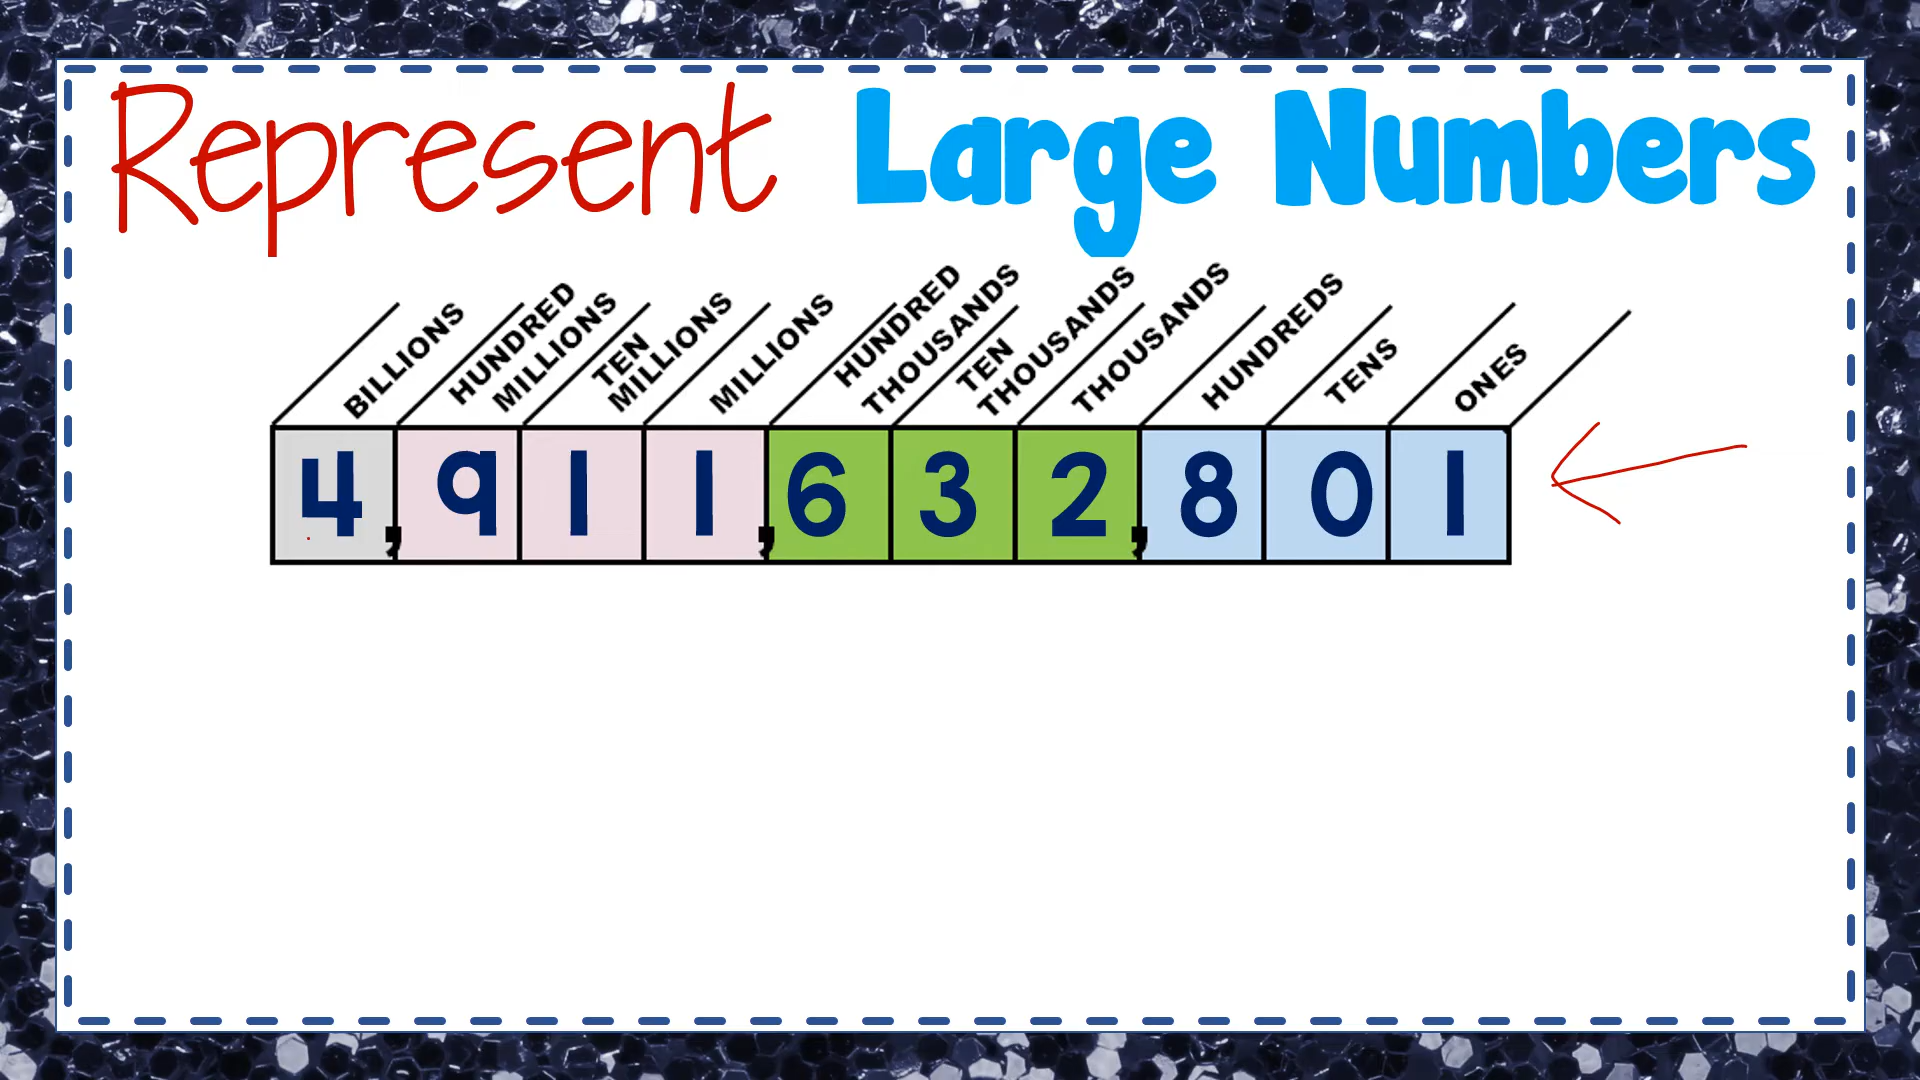 Represent Large Numbers
BILLIONS
HUNDRED
MILLIONS
TEN
MILLIONS
MILLIONS
HUNDRED
THOUSANDS
TEN
THOUSANDS
THOUSANDS
HUNDREDS
TENS
ONES
4,911,632,801